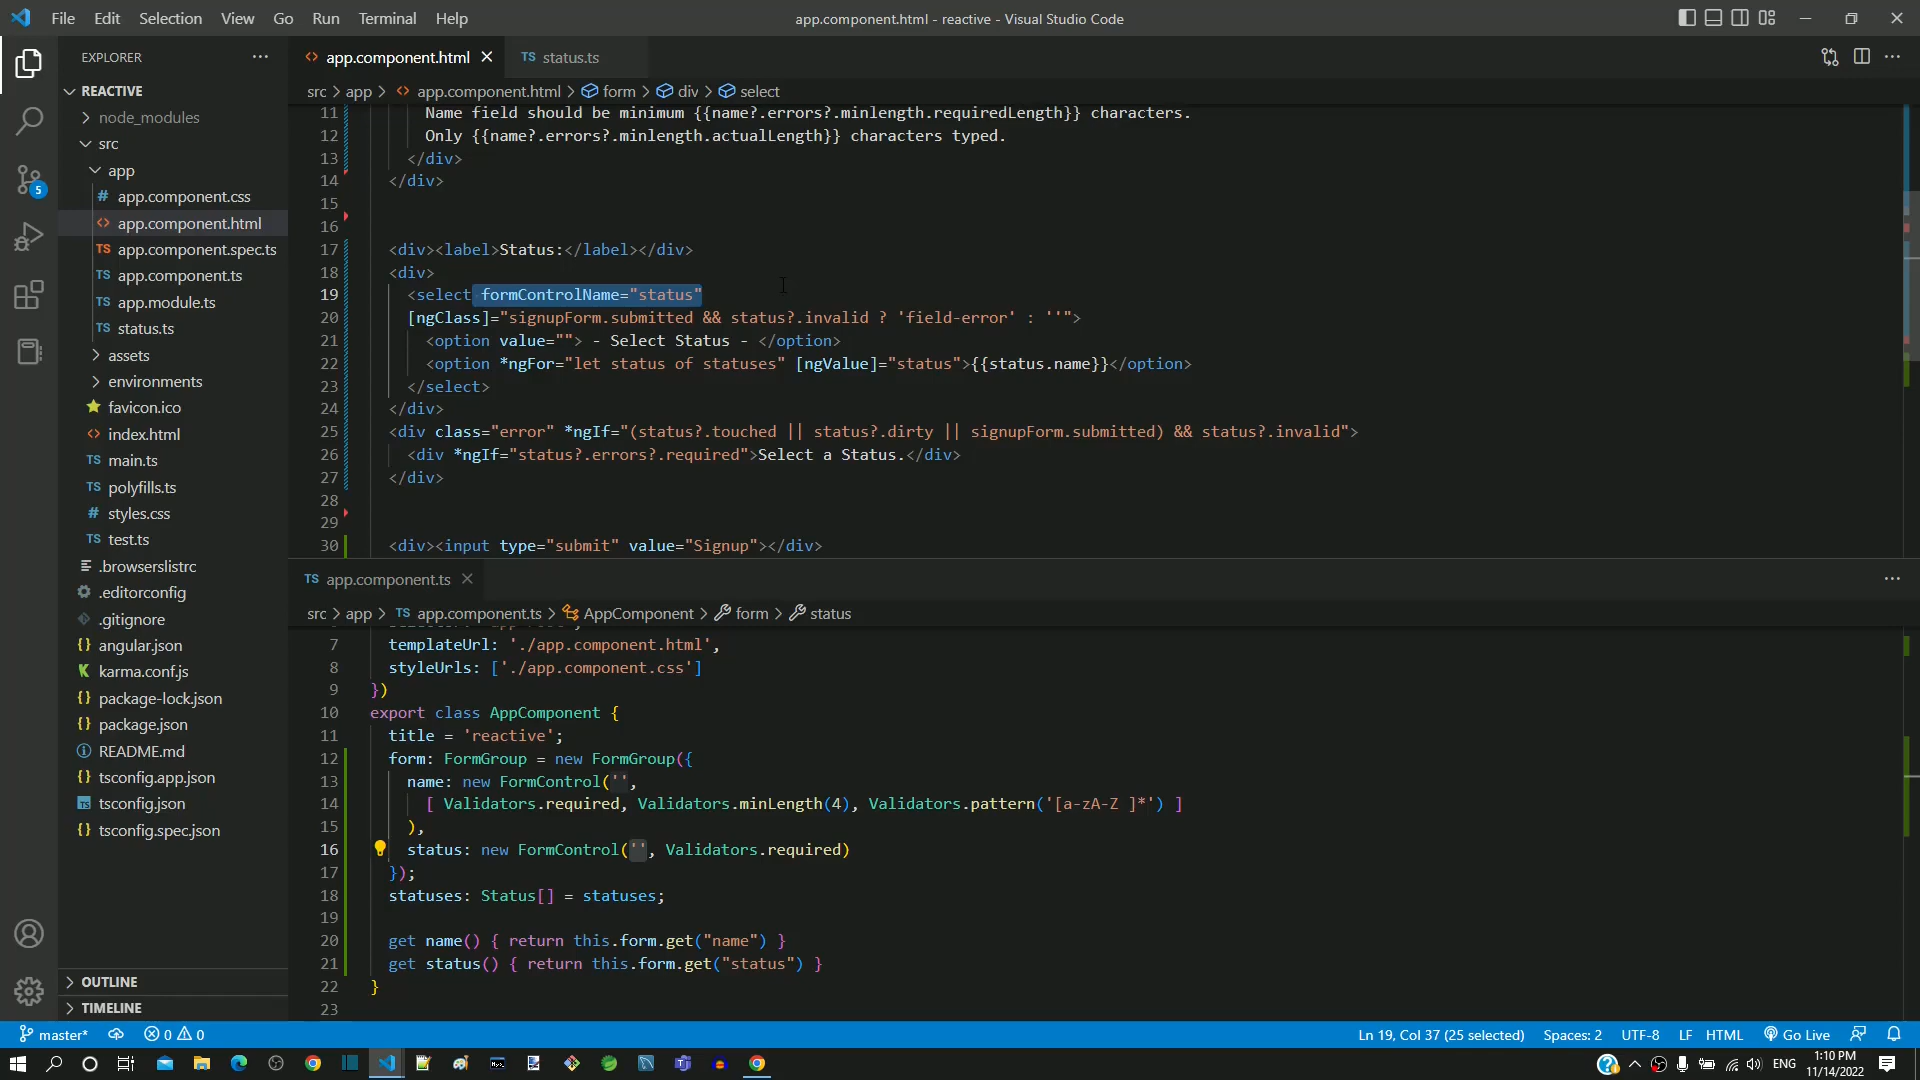 File Edit Selection View Go Run Terminal Help
app.component.html - reactive - Visual Studio Code
EXPLORER
REACTIVE
node_modules
src
app
# app.component.css
<> app.component.html
TS app.component.spec.ts
TS app.component.ts
TS app.module.ts
TS status.ts
assets
environments
favicon.ico
<> index.html
TS main.ts
TS polyfills.ts
# styles.css
TS test.ts
.browserslistrc
.editorconfig
.gitignore
{} angular.json
karma.conf.js
{} package-lock.json
{} package.json
README.md
{} tsconfig.app.json
tsconfig.json
{} tsconfig.spec.json
OUTLINE
TIMELINE
5
<> app.component.html
TS status.ts
src > app > <> app.component.html > form > div > select
11 Name field should be minimum {{name?.errors?.minlength.requiredLength}} characters.
12 Only {{name?.errors?.minlength.actualLength}} characters typed.
13 </div>
14 </div>
15
16
17 <div><label>Status:</label></div>
18 <div>
19 <select formControlName="status"
20 [ngClass]="signupForm.submitted && status?.invalid ? 'field-error' : ''">
21 <option value=""> - Select Status - </option>
22 <option *ngFor="let status of statuses" [ngValue]="status">{{status.name}}</option>
23 </select>
24 </div>
25 <div class="error" *ngIf="(status?.touched || status?.dirty || signupForm.submitted) && status?.invalid">
26 <div *ngIf="status?.errors?.required">Select a Status.</div>
27 </div>
28
29
30 <div><input type="submit" value="Signup"></div>
TS app.component.ts
src > app > TS app.component.ts > AppComponent > form > status
7 templateUrl: './app.component.html',
8 styleUrls: ['./app.component.css']
9 })
10 export class AppComponent {
11 title = 'reactive';
12 form: FormGroup = new FormGroup({
13 name: new FormControl('',
14 [ Validators.required, Validators.minLength(4), Validators.pattern('[a-zA-Z ]*') ]
15 ),
16 status: new FormControl('', Validators.required)
17 });
18 statuses: Status[] = statuses;
19
20 get name() { return this.form.get("name") }
21 get status() { return this.form.get("status") }
22 }
23
master* 0 0
Ln 19, Col 37 (25 selected) Spaces: 2 UTF-8 LF HTML Go Live
ENG
1:10 PM
11/14/2022